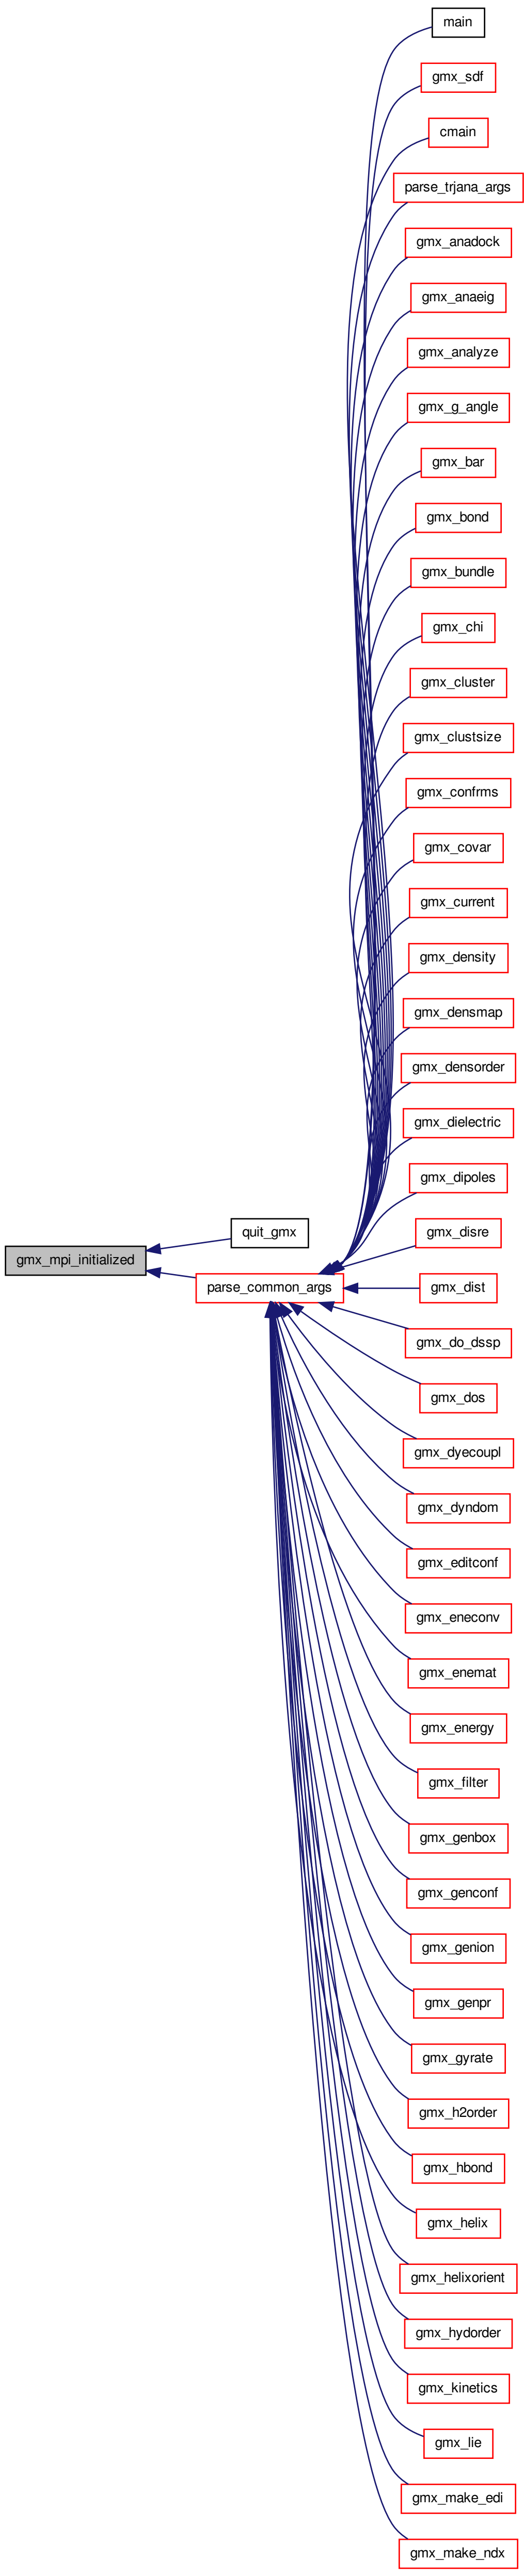 main
gmx_sdf
cmain
parse_trjana_args
gmx_anadock
gmx_anaeig
gmx_analyze
gmx_g_angle
gmx_bar
gmx_bond
gmx_bundle
gmx_chi
gmx_cluster
gmx_clustsize
gmx_confrms
gmx_covar
gmx_current
gmx_density
gmx_densmap
gmx_densorder
gmx_dielectric
gmx_dipoles
quit_gmx
gmx_disre
gmx_mpi_initialized
parse_common_args
gmx_dist
gmx_do_dssp
gmx_dos
gmx_dyecoupl
gmx_dyndom
gmx_editconf
gmx_eneconv
gmx_enemat
gmx_energy
gmx_filter
gmx_genbox
gmx_genconf
gmx_genion
gmx_genpr
gmx_gyrate
gmx_h2order
gmx_hbond
gmx_helix
gmx_helixorient
gmx_hydorder
gmx_kinetics
gmx_lie
gmx_make_edi
gmx_make_ndx